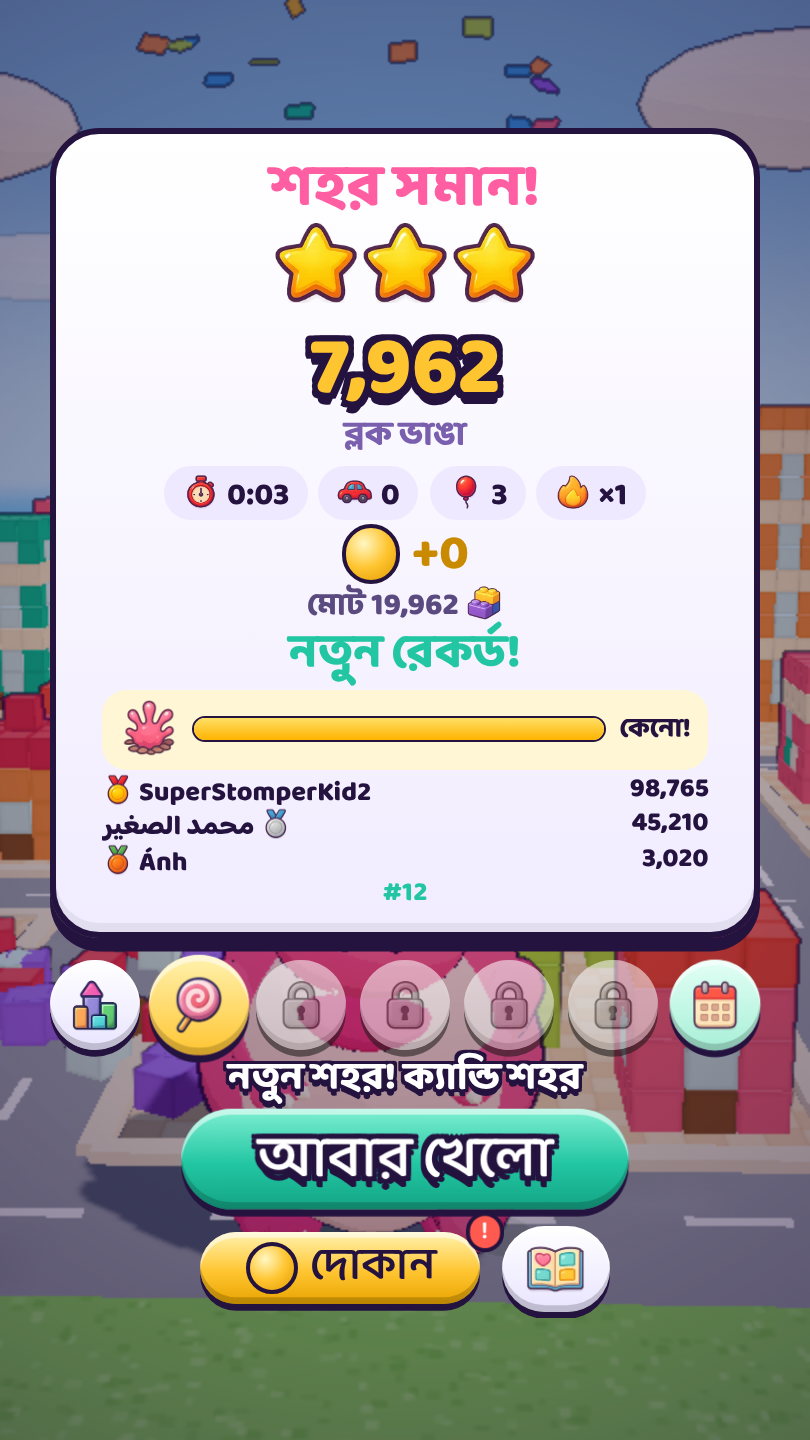 শহর সমান!
7,962
ব্লক ভাঙা
0:03 0 3 ×1
+0
মোট 19,962
নতুন রেকর্ড!
কেনো!
SuperStomperKid2 98,765
محمد الصغير 45,210
Ánh 3,020
#12
নতুন শহর! ক্যান্ডি শহর
আবার খেলো
!
দোকান